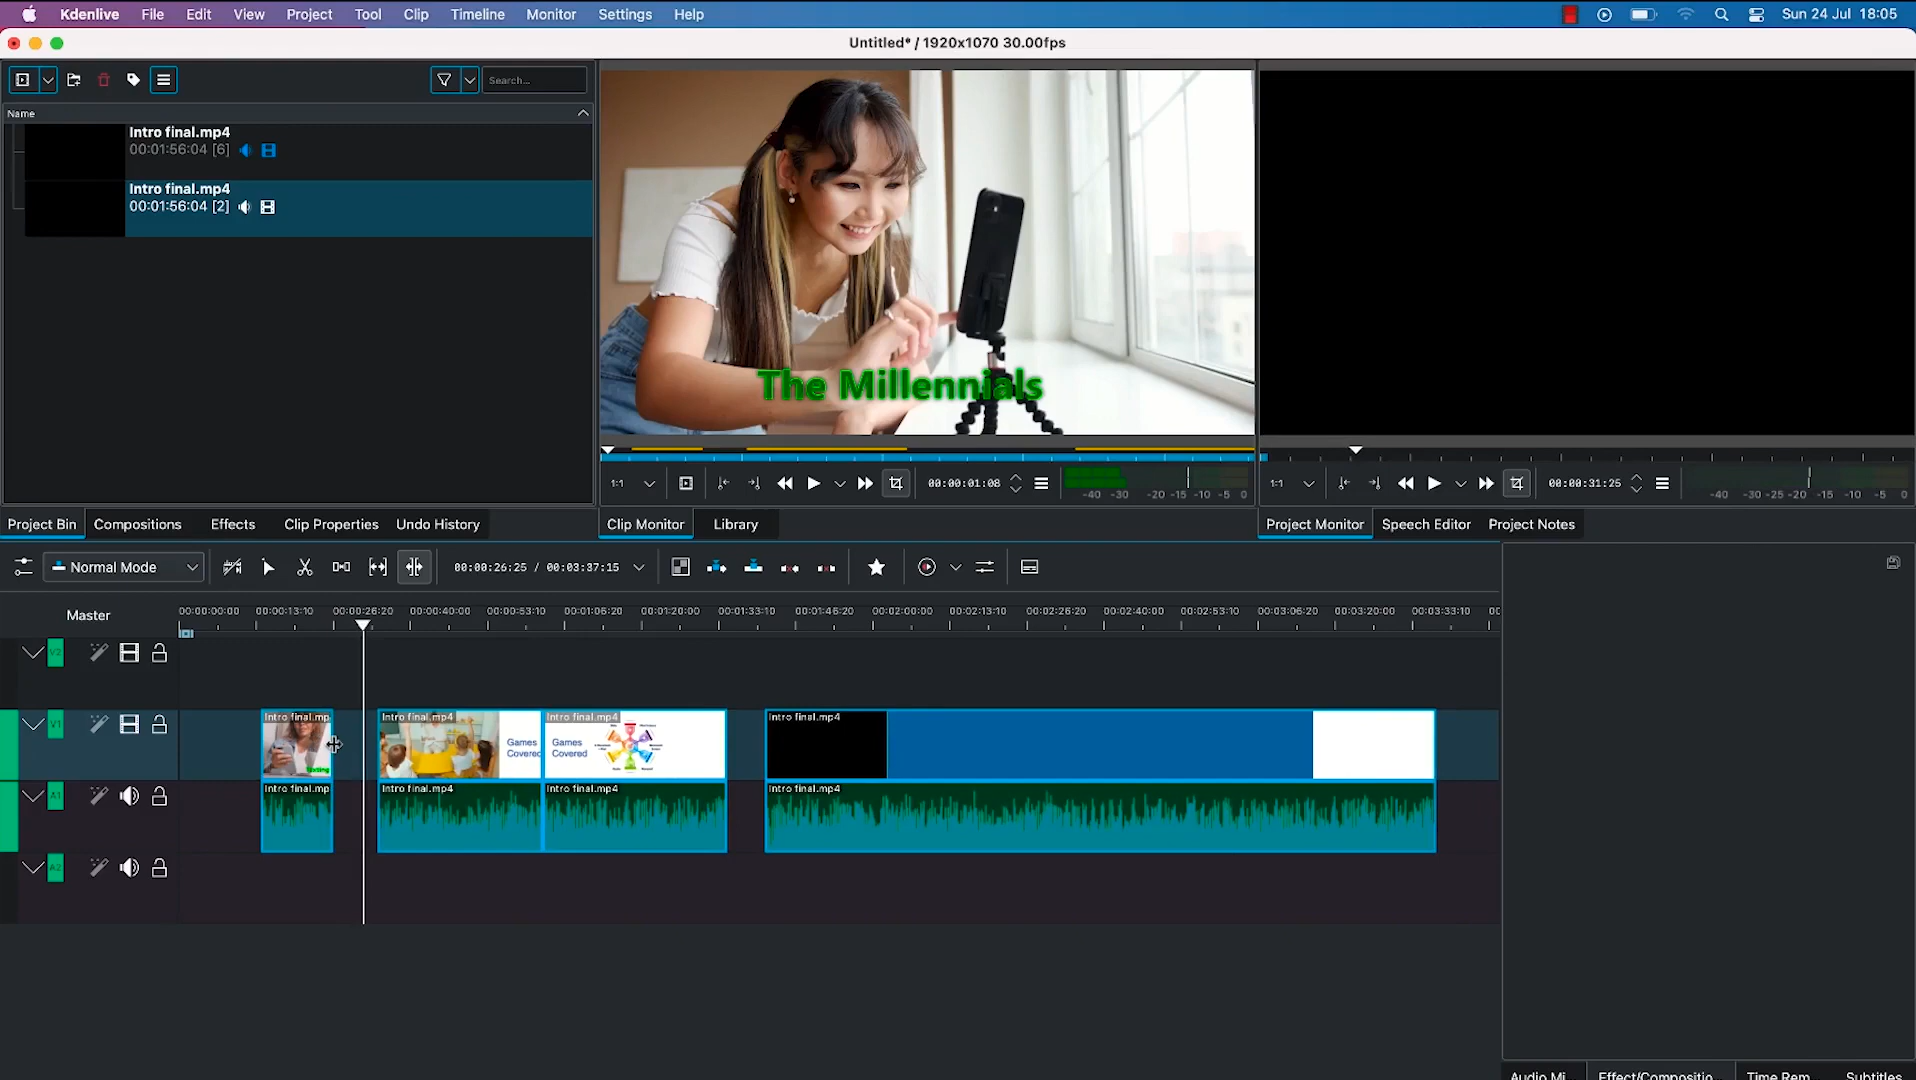 Kdenlive File Edit View Project Tool Clip Timeline Monitor Settings Help Sun 24 Jul 18:05
Untitled* / 1920x1070 30.00fps
Search...
Name
Intro final.mp4
00:01:56:04 [6]
Intro final.mp4
00:01:56:04 [2]
The Millennials
1:1 00:00:01:08 -40 -30 -20 -15 -10 -5 0
1:1 00:00:31:25 -40 -30 -25 -20 -15 -10 -5 0
Project Bin Compositions Effects Clip Properties Undo History Clip Monitor Library Project Monitor Speech Editor Project Notes
Normal Mode 00:00:26:25 / 00:03:37:15
Master 00:00:00:00 00:00:13:10 00:00:26:20 00:00:40:00 00:00:53:10 00:01:06:20 00:01:20:00 00:01:33:10 00:01:46:20 00:02:00:00 00:02:13:10 00:02:26:20 00:02:40:00 00:02:53:10 00:03:06:20 00:03:20:00 00:03:33:10 00
V2
V1 Intro final.mp Intro final.mp4 Intro final.mp4 Intro final.mp4
Games Covered Games Covered
A1 Intro final.mp Intro final.mp4 Intro final.mp4 Intro final.mp4
A2
Audio Mi... Effect/Compositio... Time Rem... Subtitles